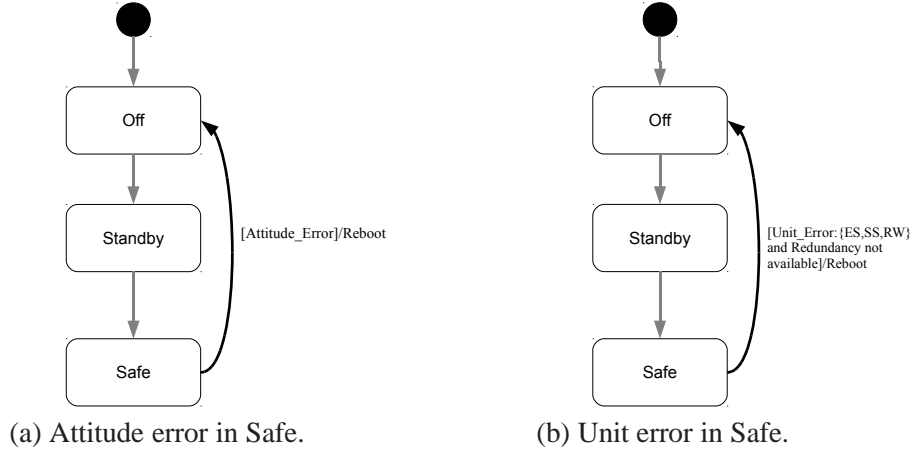 Off
Standby
[Attitude_Error]/Reboot
Safe
(a) Attitude error in Safe.
Off
Standby
[Unit_Error:{ES,SS,RW}
and Redundancy not
available]/Reboot
Safe
(b) Unit error in Safe.